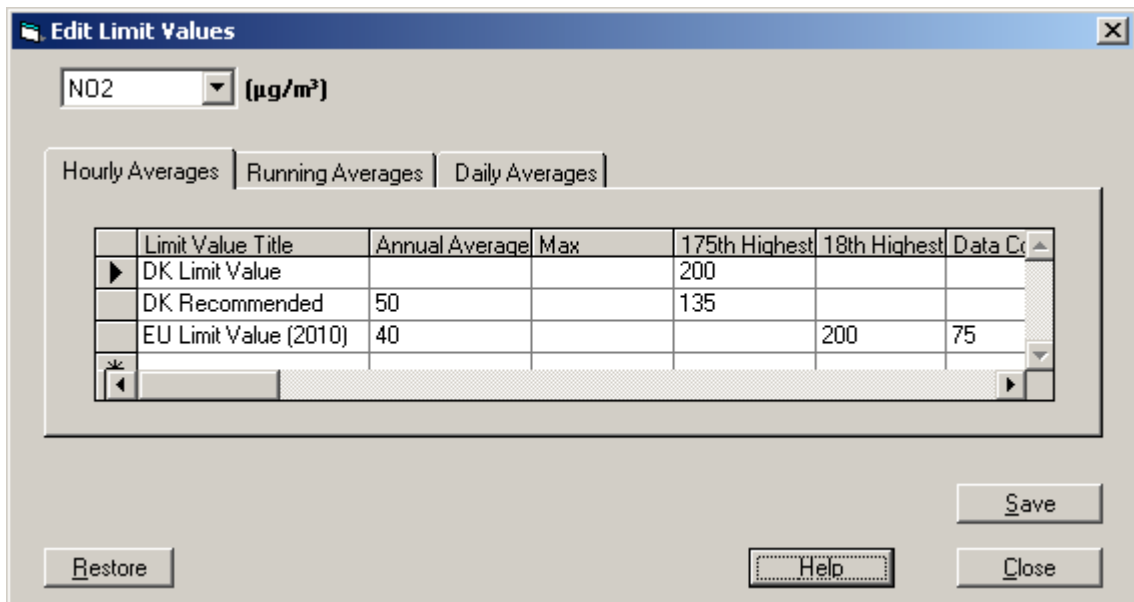 Edit Limit Values
NO2 (µg/m³)
Hourly Averages Running Averages Daily Averages
Limit Value Title Annual Average Max 175th Highest 18th Highest Data Co
DK Limit Value 200
DK Recommended 50 135
EU Limit Value (2010) 40 200 75
Save
Restore Help Close